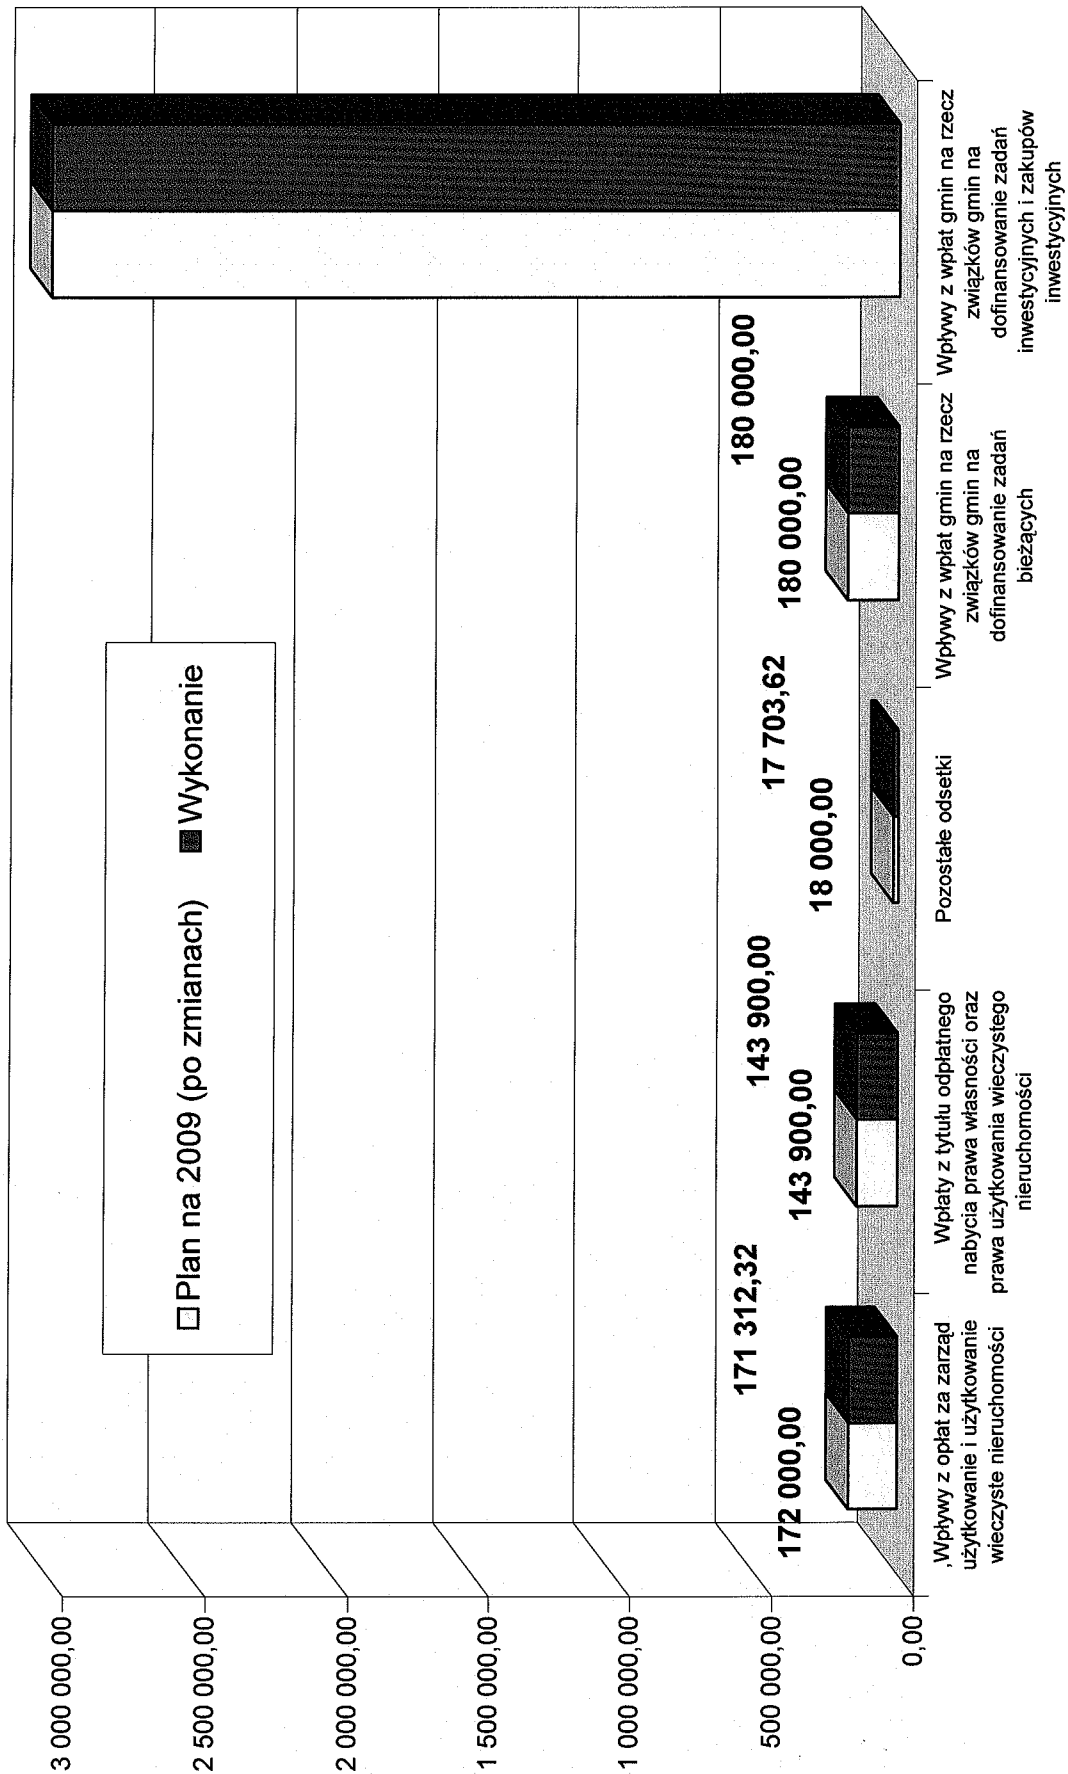 3 000 000,00
2 500 000,00
2 000 000,00
1 500 000,00
1 000 000,00
500 000,00
0,00
Plan na 2009 (po zmianach)
Wykonanie
172 000,00
171 312,32
143 900,00
143 900,00
18 000,00
17 703,62
180 000,00
180 000,00
,Wpływy z opłat za zarząd
użytkowanie i użytkowanie
wieczyste nieruchomości
Wpłaty z tytułu odpłatnego
nabycia prawa własności oraz
prawa użytkowania wieczystego
nieruchomości
Pozostałe odsetki
Wpływy z wpłat gmin na rzecz
związków gmin na
dofinansowanie zadań
bieżących
Wpływy z wpłat gmin na rzecz
związków gmin na
dofinansowanie zadań
inwestycyjnych i zakupów
inwestycyjnych